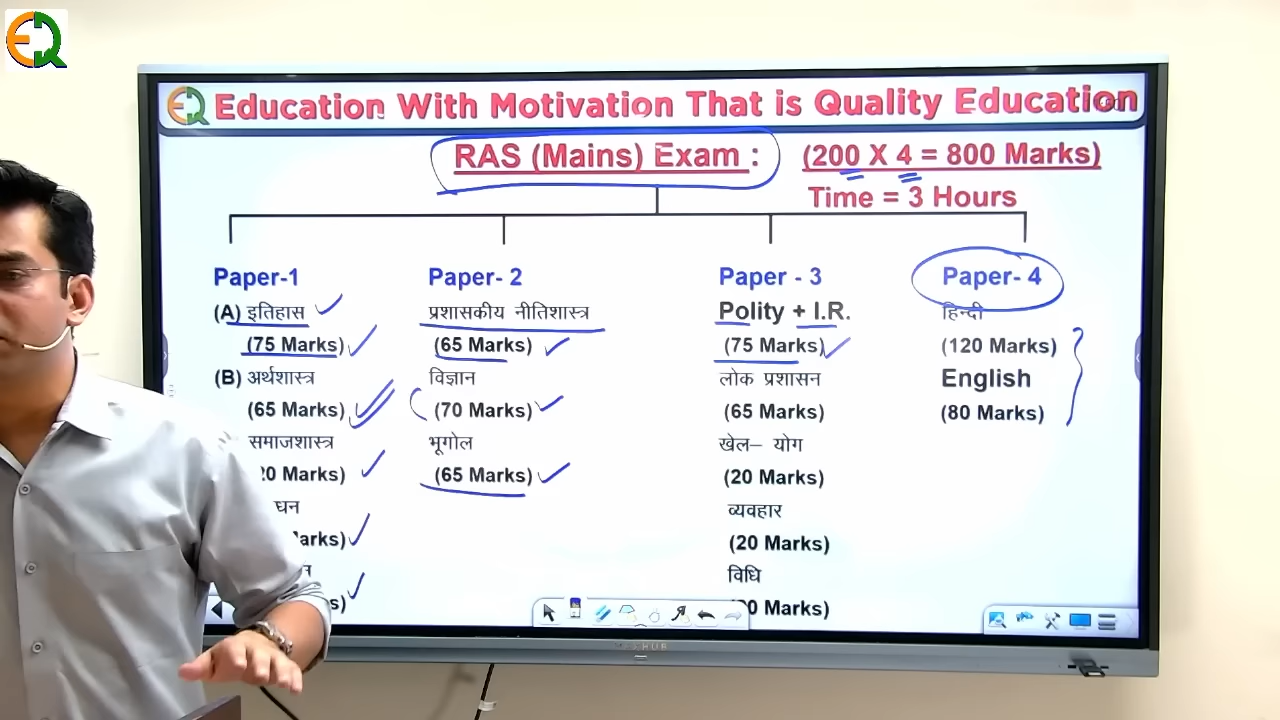 EQ
EQ Education With Motivation That is Quality Education
RAS (Mains) Exam :
(200 X 4 = 800 Marks)
Time = 3 Hours
Paper-1
(A) इतिहास
(75 Marks)
(B) अर्थशास्त्र
(65 Marks)
समाजशास्त्र
20 Marks)
Paper- 2
प्रशासकीय नीतिशास्त्र
(65 Marks)
विज्ञान
(70 Marks)
भूगोल
(65 Marks)
Paper - 3
Polity + I.R.
(75 Marks)
लोक प्रशासन
(65 Marks)
खेल– योग
(20 Marks)
व्यवहार
(20 Marks)
विधि
Marks)
Paper- 4
हिन्दी
(120 Marks)
English
(80 Marks)